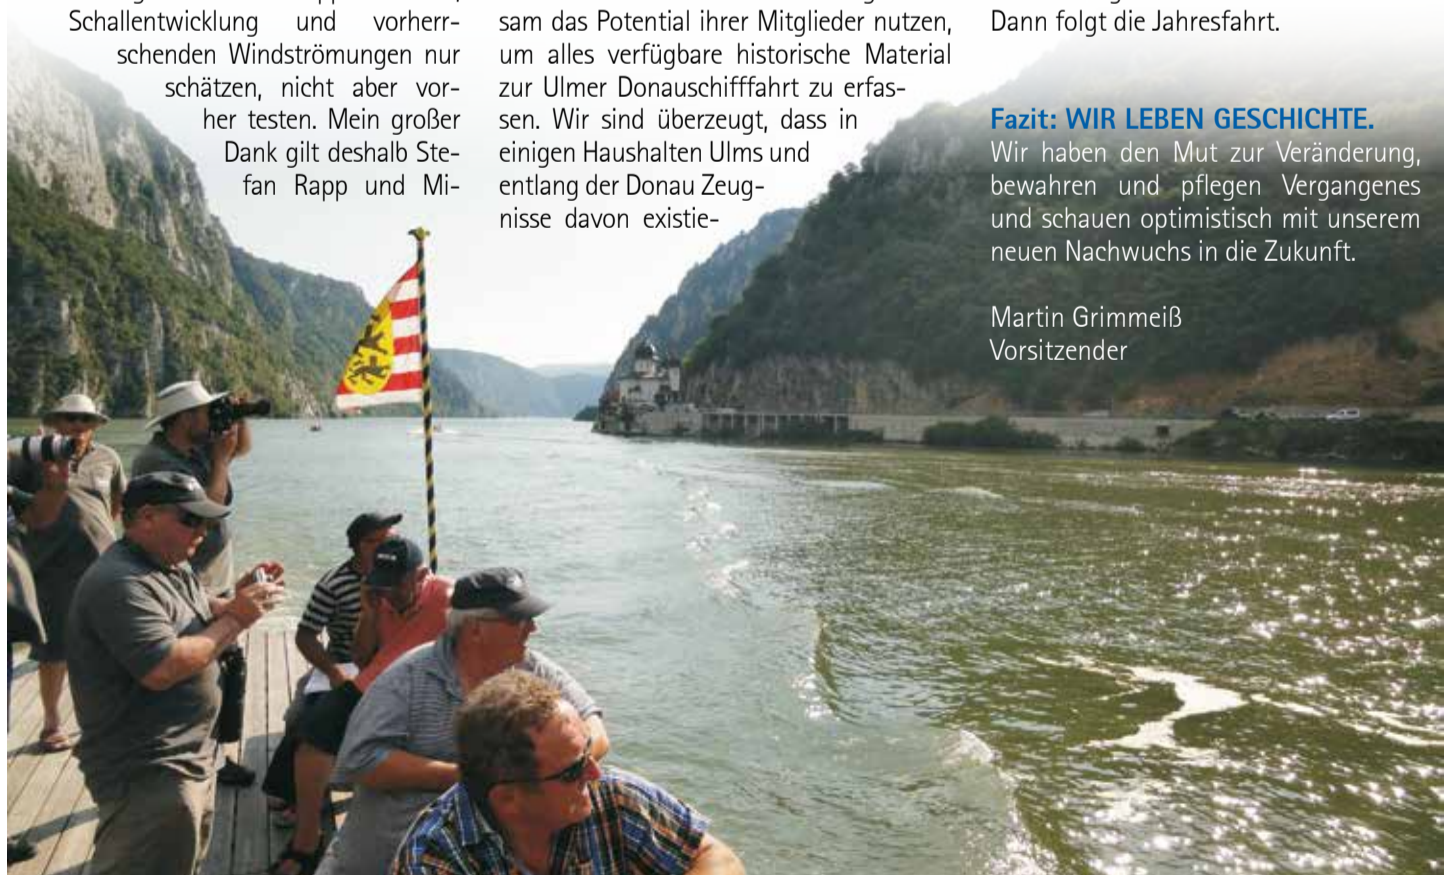 Schallentwicklung und vorherr-
schenden Windströmungen nur
schätzen, nicht aber vor-
her testen. Mein großer
Dank gilt deshalb Ste-
fan Rapp und Mi-
sam das Potential ihrer Mitglieder nutzen,
um alles verfügbare historische Material
zur Ulmer Donauschifffahrt zu erfas-
sen. Wir sind überzeugt, dass in
einigen Haushalten Ulms und
entlang der Donau Zeug-
nisse davon existie-
Dann folgt die Jahresfahrt.
Fazit: WIR LEBEN GESCHICHTE.
Wir haben den Mut zur Veränderung,
bewahren und pflegen Vergangenes
und schauen optimistisch mit unserem
neuen Nachwuchs in die Zukunft.
Martin Grimmeiß
Vorsitzender